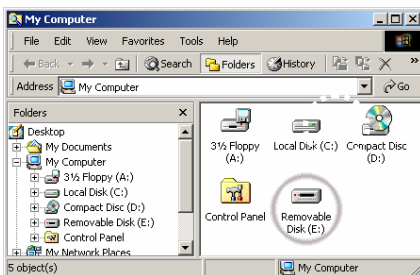 My Computer
File Edit View Favorites Tools Help
Back Search Folders History »
Address My Computer Go
Folders
Desktop
My Documents
My Computer
3½ Floppy (A:)
Local Disk (C:)
Compact Disc (D:)
Removable Disk (E:)
Control Panel
My Network Places
3½ Floppy
(A:)
Local Disk (C:)
Compact Disc
(D:)
Control Panel
Removable
Disk (E:)
5 object(s) My Computer